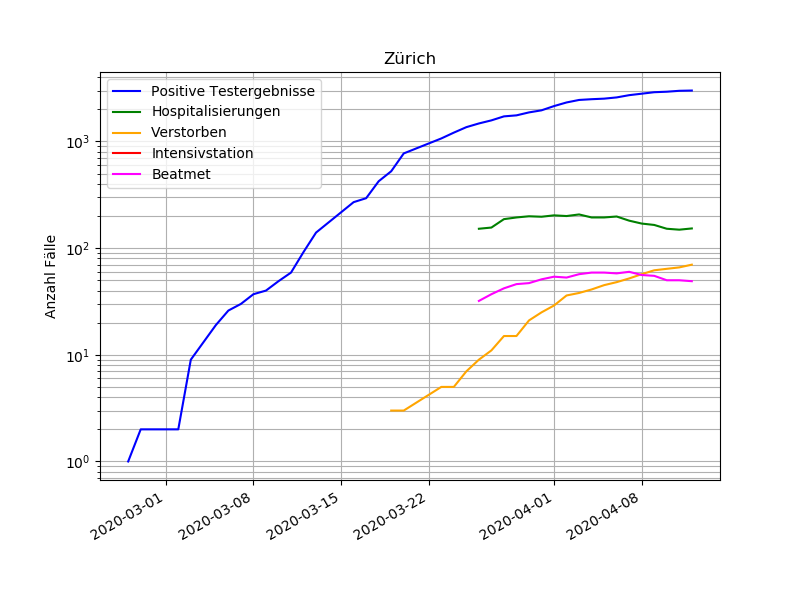 Zürich
Positive Testergebnisse
Hospitalisierungen
Verstorben
Intensivstation
Beatmet
Anzahl Fälle
10³
10²
10¹
10⁰
2020-03-01
2020-03-08
2020-03-15
2020-03-22
2020-04-01
2020-04-08